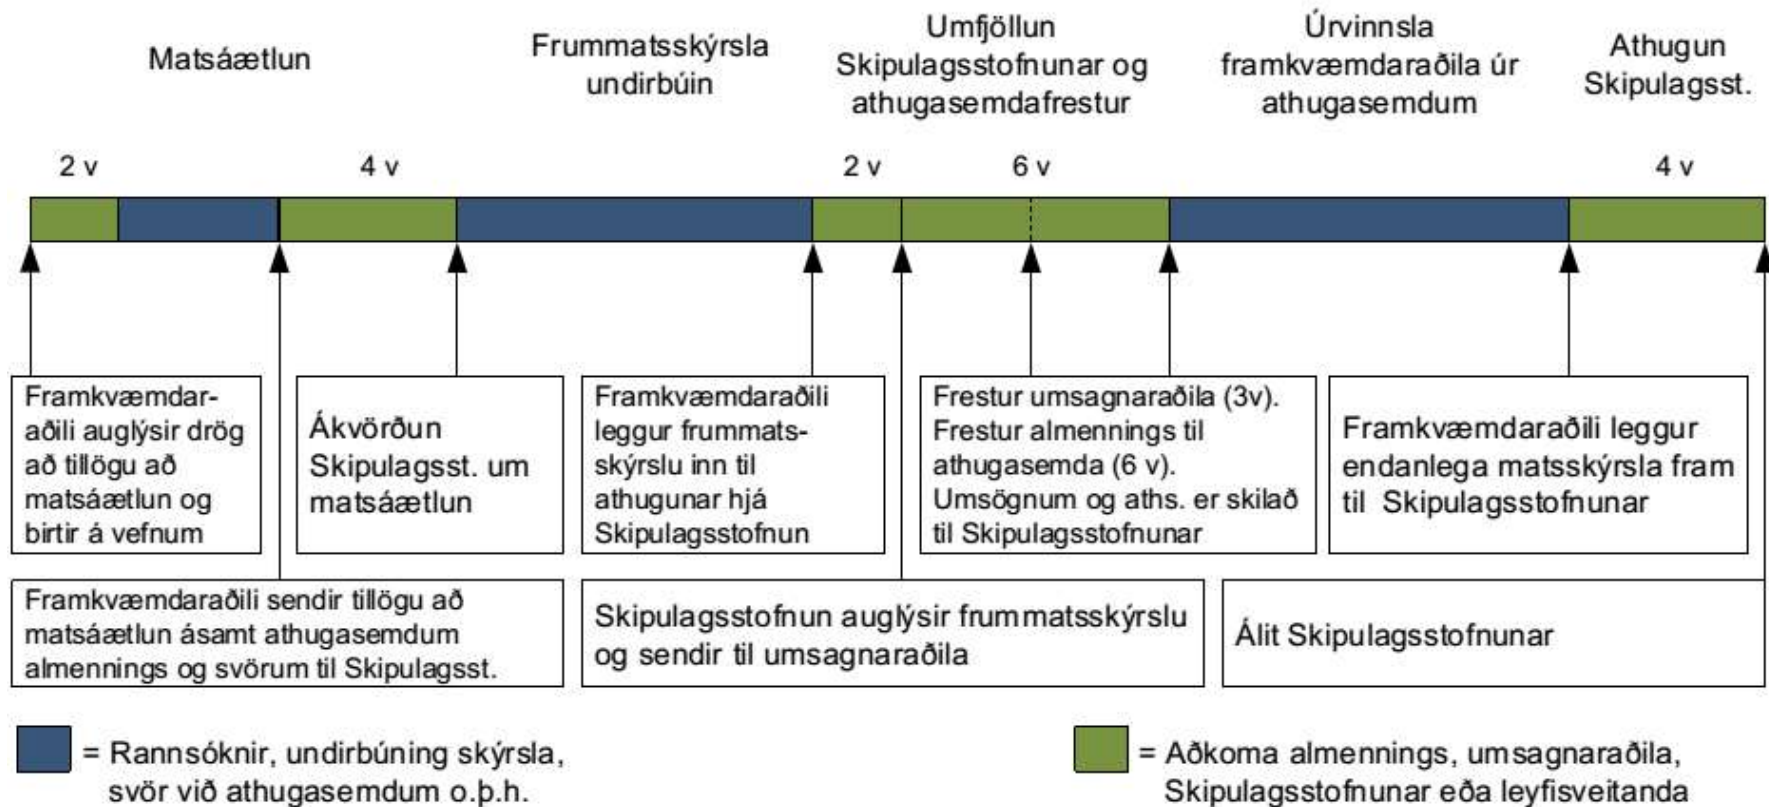 Matsáætlun
Frummatsskýrsla
undirbúin
Umfjöllun
Skipulagsstofnunar og
athugasemdafrestur
Úrvinnsla
framkvæmdaraðila úr
athugasemdum
Athugun
Skipulagsst.
2 v
4 v
2 v
6 v
4 v
Framkvæmdar-
aðili auglýsir drög
að tillögu að
matsáætlun og
birtir á vefnum
Ákvörðun
Skipulagsst. um
matsáætlun
Framkvæmdaraðili
leggur frummats-
skýrslu inn til
athugunar hjá
Skipulagsstofnun
Frestur umsagnaraðila (3v).
Frestur almennings til
athugasemda (6 v).
Umsögnum og aths. er skilað
til Skipulagsstofnunar
Framkvæmdaraðili leggur
endanlega matsskýrsla fram
til Skipulagsstofnunar
Framkvæmdaraðili sendir tillögu að
matsáætlun ásamt athugasemdum
almennings og svörum til Skipulagsst.
Skipulagsstofnun auglýsir frummatsskýrslu
og sendir til umsagnaraðila
Álit Skipulagsstofnunar
= Rannsóknir, undirbúning skýrsla,
svör við athugasemdum o.þ.h.
= Aðkoma almennings, umsagnaraðila,
Skipulagsstofnunar eða leyfisveitanda